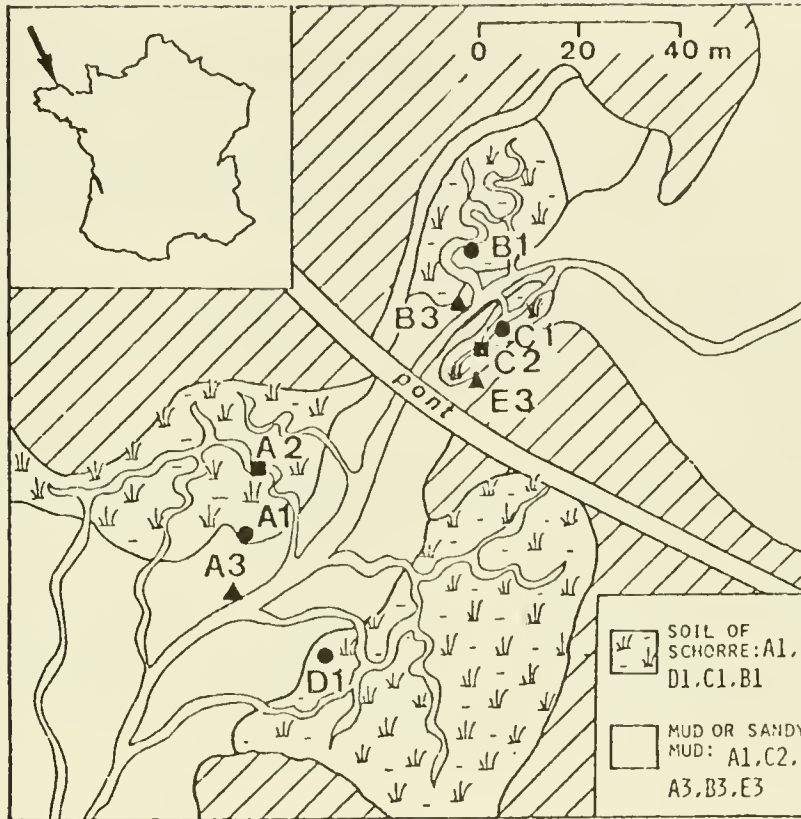 0 20 40 m
B1
B3
C1
C2
E3
pont
A2
A1
A3
D1
SOIL OF
SCHORRE: A1,
D1.C1.B1
MUD OR SANDY
MUD: A1.C2,
A3.B3.E3